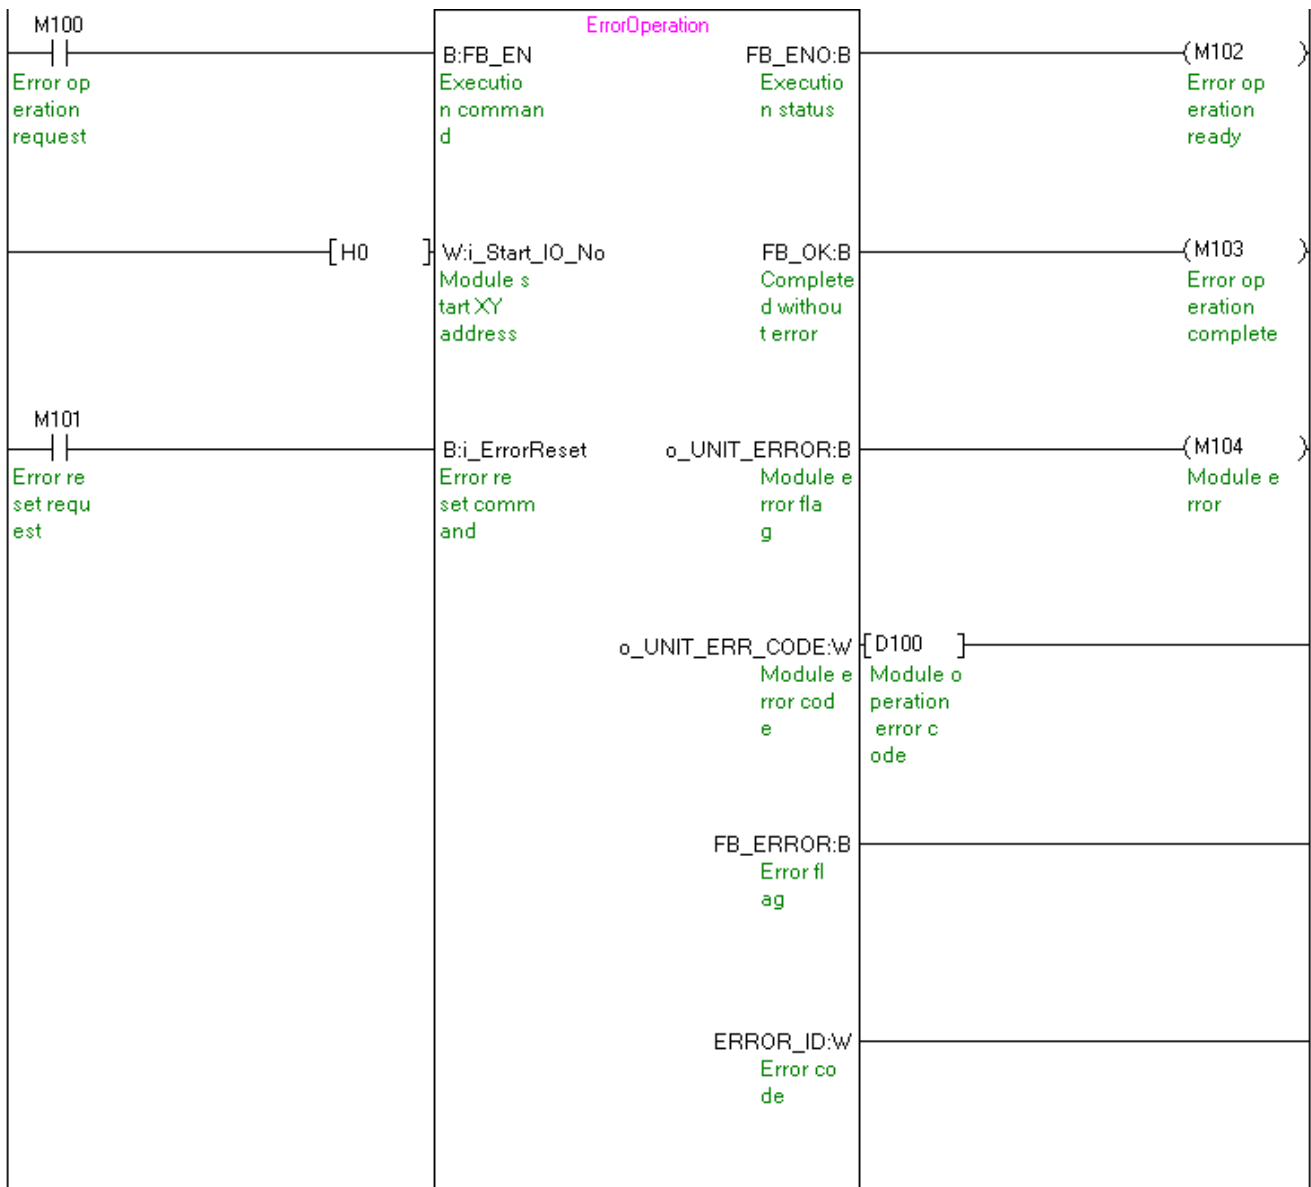 M100
ErrorOperation
B:FB_EN
FB_ENO:B
M102
Error op
eration
request
Executio
n comman
d
Executio
n status
Error op
eration
ready
H0
W:i_Start_IO_No
FB_OK:B
M103
Module s
tart XY
address
Complete
d withou
t error
Error op
eration
complete
M101
B:i_ErrorReset
o_UNIT_ERROR:B
M104
Error re
set requ
est
Error re
set comm
and
Module e
rror fla
g
Module e
rror
o_UNIT_ERR_CODE:W
D100
Module e
rror cod
e
Module o
peration
error c
ode
FB_ERROR:B
Error fl
ag
ERROR_ID:W
Error co
de